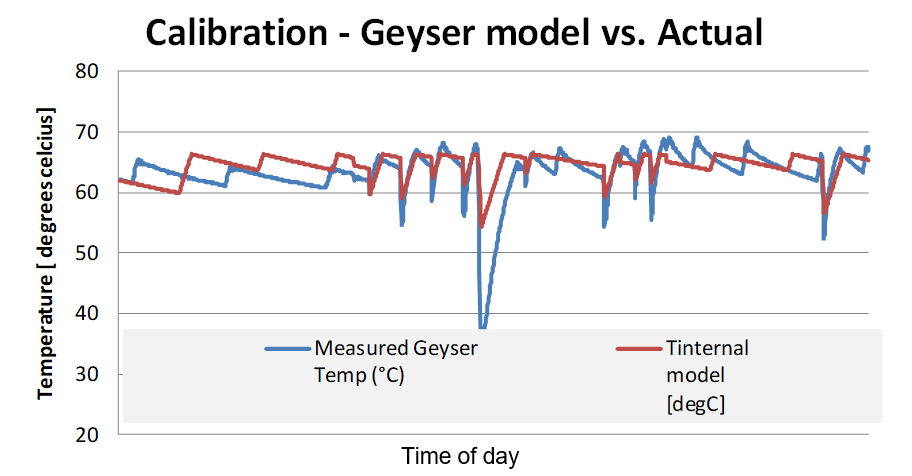 Calibration - Geyser model vs. Actual
80
70
60
50
40
30
20
Temperature [ degrees celcius]
Measured Geyser
Temp (°C)
Tinternal
model
[degC]
Time of day